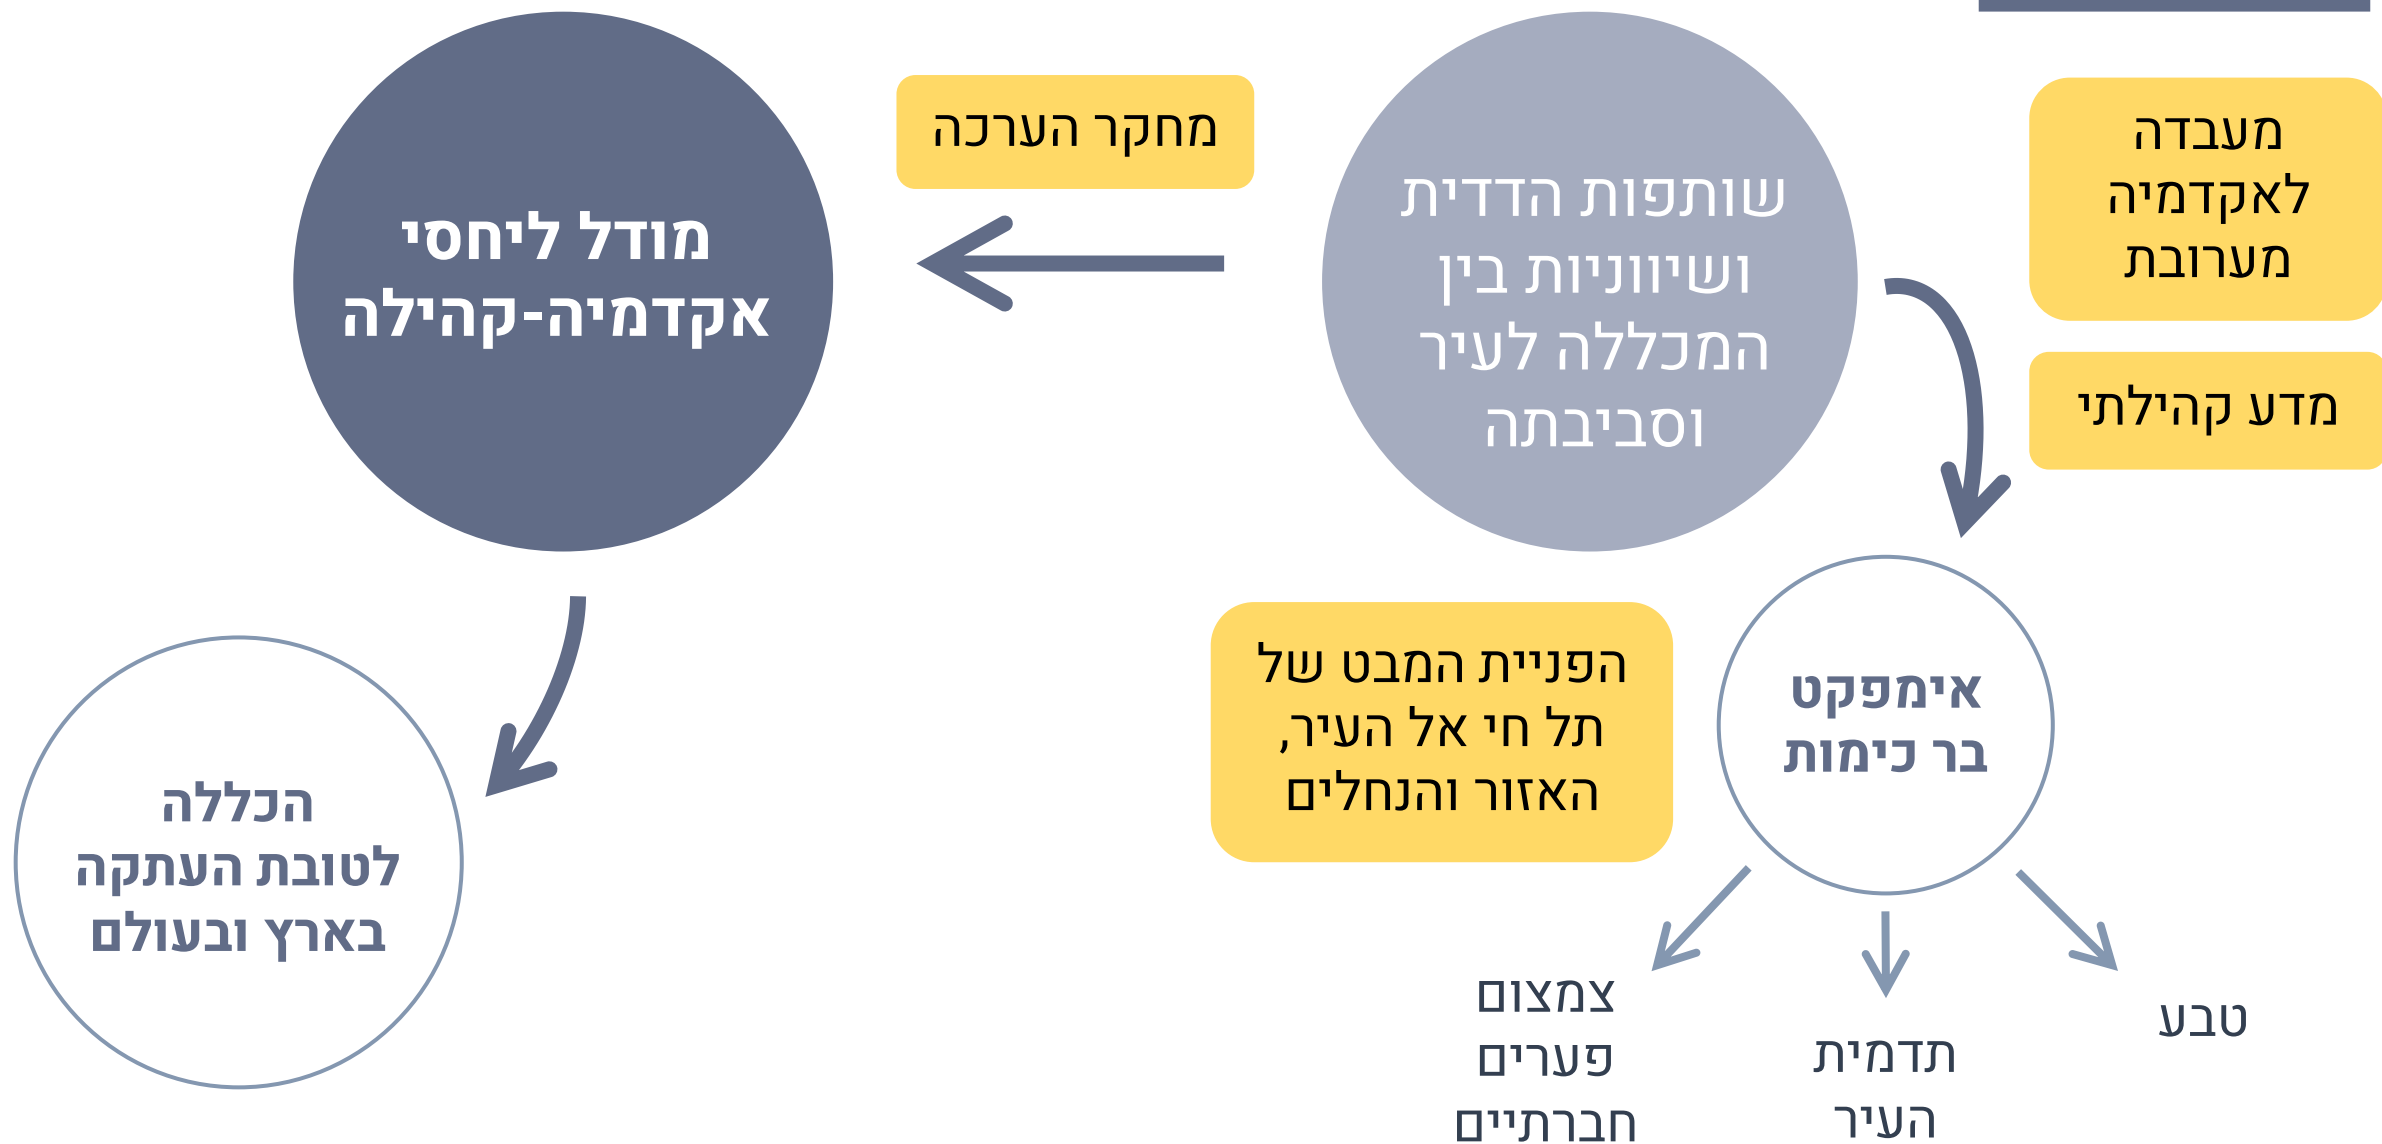 מעבדה
לאקדמיה
מערובת
מדע קהילתי
שותפות הדדית
ושיווניות בין
המכללה לעיר
וסביבתה
מחקר הערכה
מודל ליחסי
אקדמיה-קהילה
אימפקט
בר כימות
הפניית המבט של
תל חי אל העיר,
האזור והנחלים
טבע
תדמית
העיר
צמצום
פערים
חברתיים
הכללה
לטובת העתקה
בארץ ובעולם